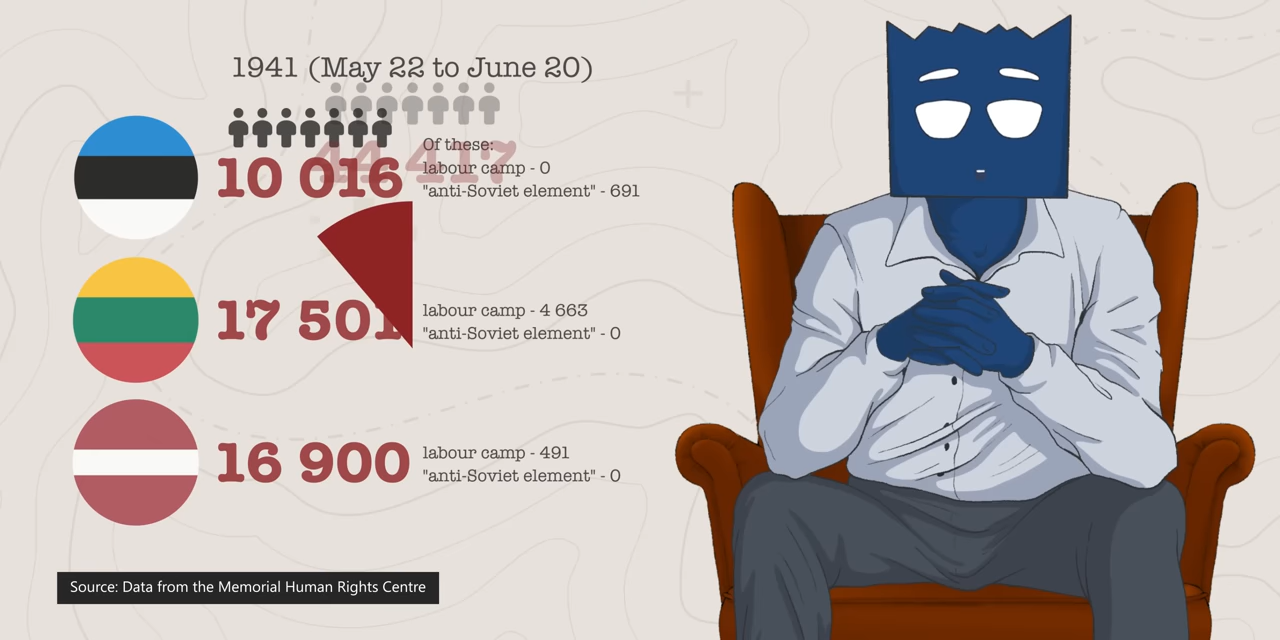 1941 (May 22 to June 20)
44 417
Of these:
10 016
labour camp - 0
"anti-Soviet element" - 691
17 501
labour camp - 4 663
"anti-Soviet element" - 0
16 900
labour camp - 491
"anti-Soviet element" - 0
Source: Data from the Memorial Human Rights Centre